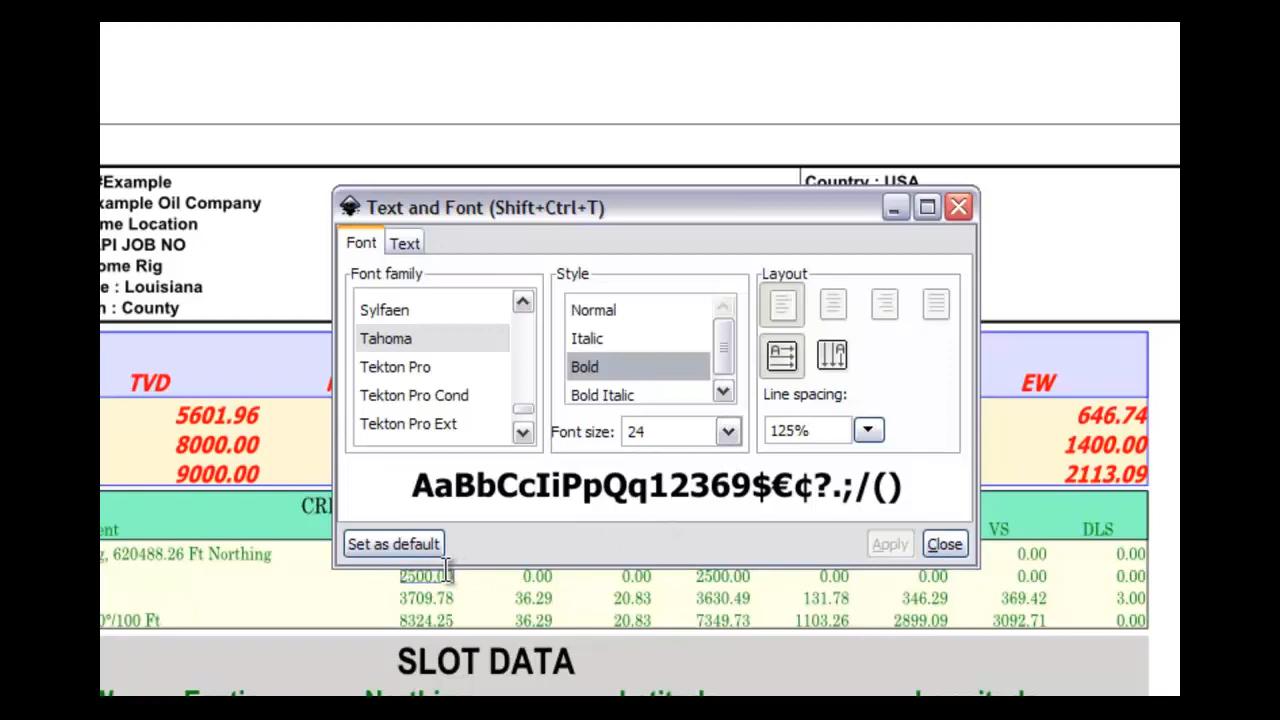 #Example
xample Oil Company
me Location
API JOB NO
ome Rig
e : Louisiana
n : County
Country : USA
Text and Font (Shift+Ctrl+T)
Font Text
Font family Style Layout
Sylfaen
Tahoma
Tekton Pro
Tekton Pro Cond
Tekton Pro Ext
Normal
Italic
Bold
Bold Italic
Font size: 24
Line spacing:
125%
AaBbCcIiPpQq12369$€¢?.;/()
Set as default Apply Close
TVD EW
5601.96 646.74
8000.00 1400.00
9000.00 2113.09
CRI
ent VS DLS
g, 620488.26 Ft Northing 0.00 0.00
2500.00 0.00 0.00 2500.00 0.00 0.00 0.00 0.00
3709.78 36.29 20.83 3630.49 131.78 346.29 369.42 3.00
0°/100 Ft 8324.25 36.29 20.83 7349.73 1103.26 2899.09 3092.71 0.00
SLOT DATA